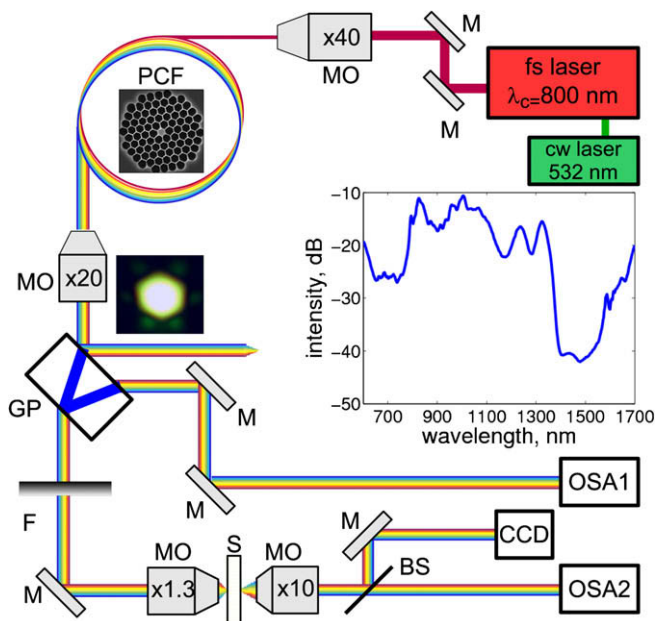 x40
MO
M
M
fs laser
λc=800 nm
cw laser
532 nm
PCF
MO
x20
GP
M
M
OSA1
intensity, dB
−10
−20
−30
−40
−50
700
900
1100
1300
1500
1700
wavelength, nm
F
M
MO
x1.3
S
MO
x10
M
BS
CCD
OSA2